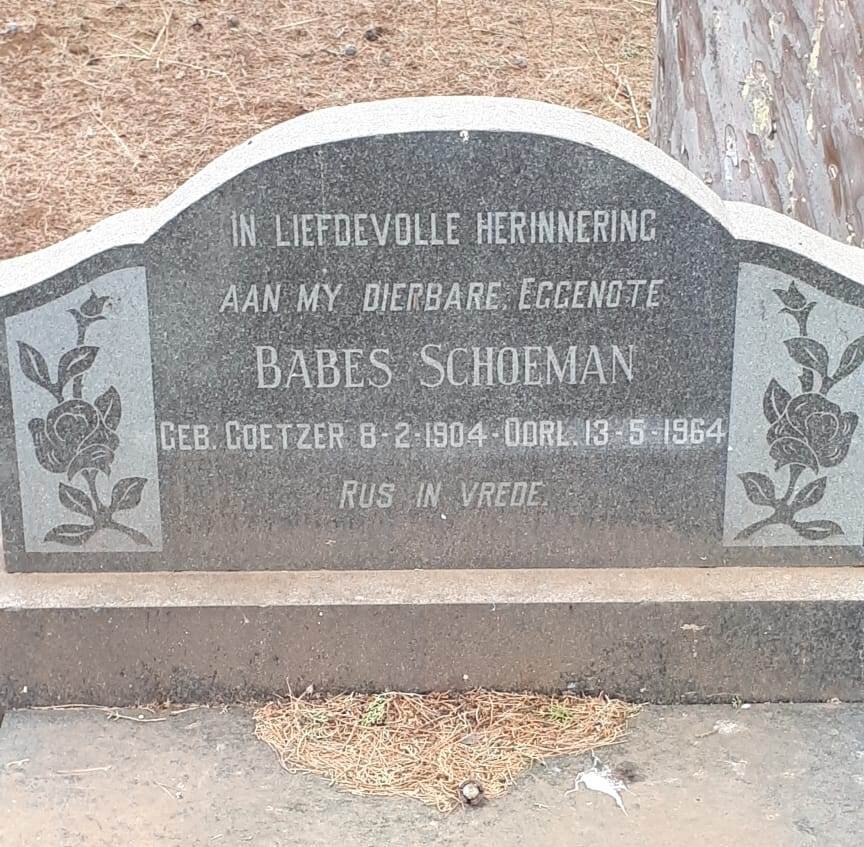 IN LIEFDEVOLLE HERINNERING
AAN MY DIERBARE EGGENOTE
BABES SCHOEMAN
GEB. COETZER 8-2-1904-OORL. 13-5-1964
RUS IN VREDE.